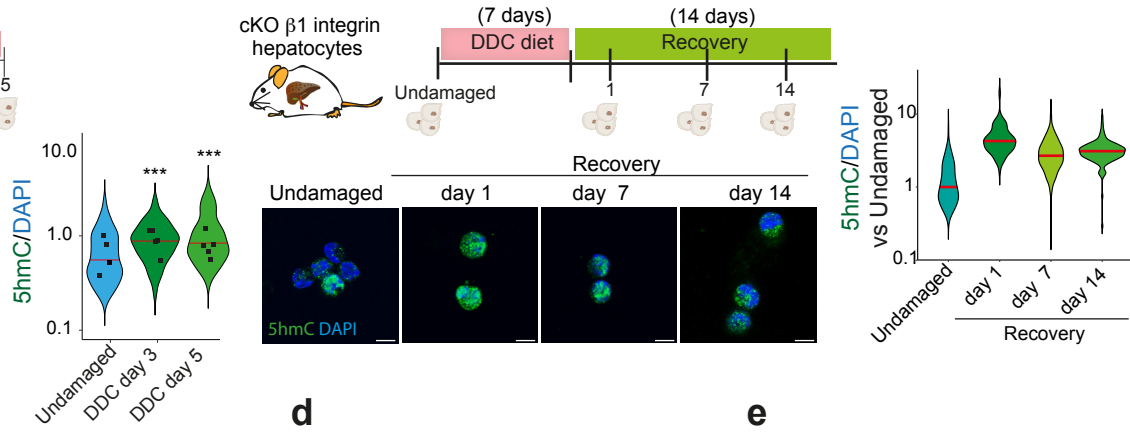 5
10.0
1.0
0.1
5hmC/DAPI
***
***
Undamaged
DDC day 3
DDC day 5
cKO β1 integrin
hepatocytes
(7 days)
(14 days)
DDC diet
Recovery
Undamaged
1
7
14
Recovery
Undamaged
day 1
day 7
day 14
5hmC DAPI
5hmC/DAPI
vs Undamaged
10
1
0.1
Undamaged
day 1
day 7
day 14
Recovery
d
e